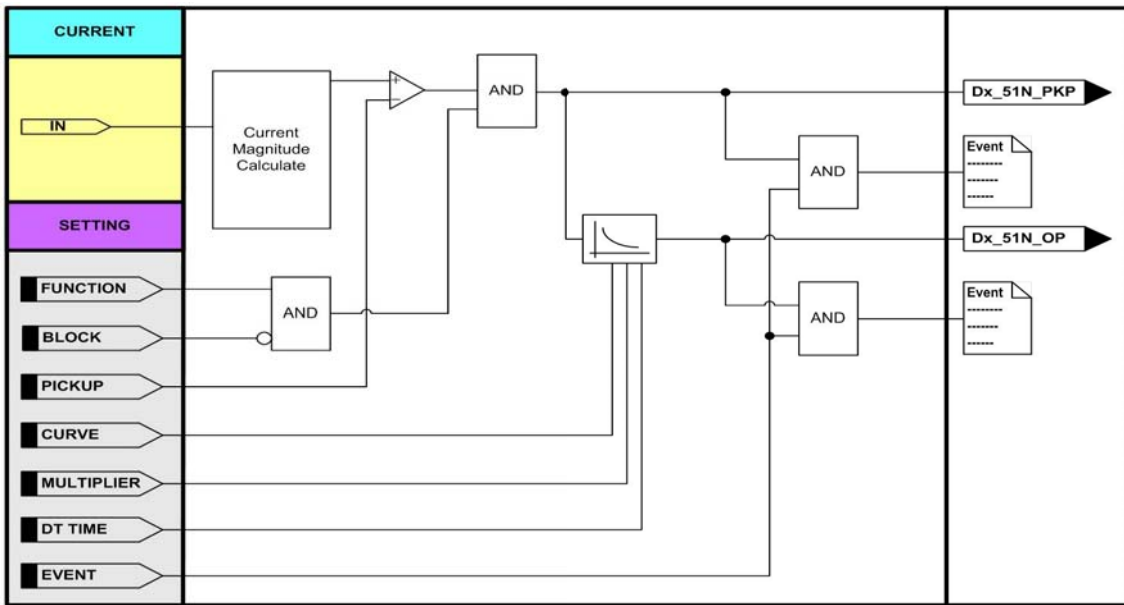 CURRENT
IN
Current
Magnitude
Calculate
AND
Dx_51N_PKP
AND
Event
SETTING
Dx_51N_OP
FUNCTION
BLOCK
AND
AND
Event
PICKUP
CURVE
MULTIPLIER
DT TIME
EVENT